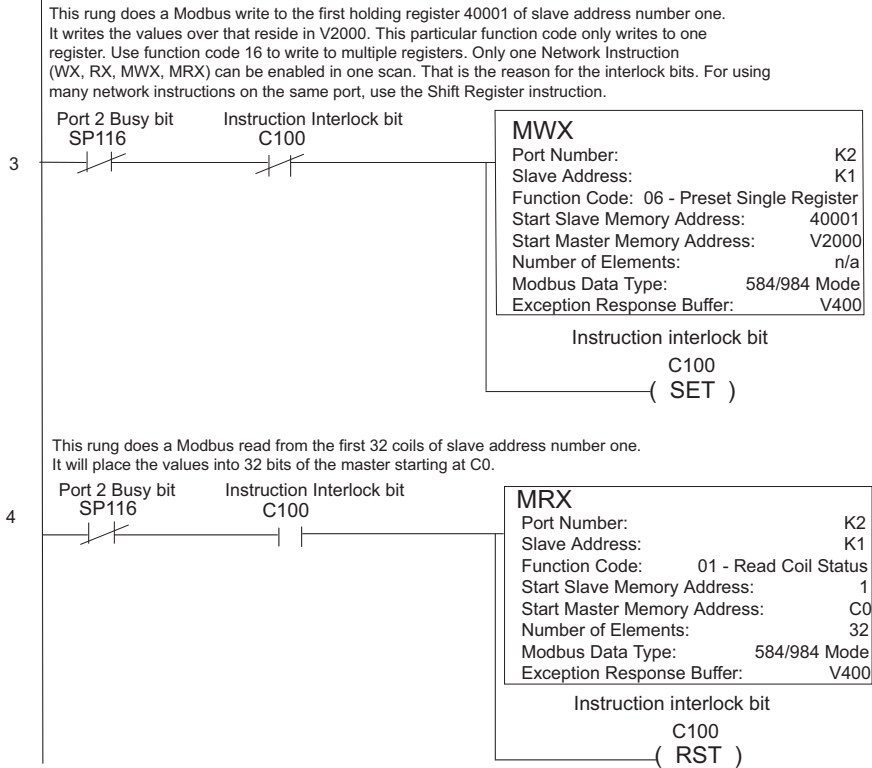 This rung does a Modbus write to the first holding register 40001 of slave address number one.
It writes the values over that reside in V2000. This particular function code only writes to one
register. Use function code 16 to write to multiple registers. Only one Network Instruction
(WX, RX, MWX, MRX) can be enabled in one scan. That is the reason for the interlock bits. For using
many network instructions on the same port, use the Shift Register instruction.
Port 2 Busy bit Instruction Interlock bit
SP116 C100
3
MWX
Port Number: K2
Slave Address: K1
Function Code: 06 - Preset Single Register
Start Slave Memory Address: 40001
Start Master Memory Address: V2000
Number of Elements: n/a
Modbus Data Type: 584/984 Mode
Exception Response Buffer: V400
Instruction interlock bit
C100
( SET )
This rung does a Modbus read from the first 32 coils of slave address number one.
It will place the values into 32 bits of the master starting at C0.
Port 2 Busy bit Instruction Interlock bit
SP116 C100
4
MRX
Port Number: K2
Slave Address: K1
Function Code: 01 - Read Coil Status
Start Slave Memory Address: 1
Start Master Memory Address: C0
Number of Elements: 32
Modbus Data Type: 584/984 Mode
Exception Response Buffer: V400
Instruction interlock bit
C100
( RST )